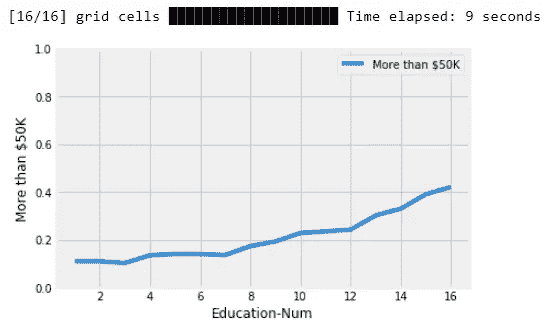 [16/16] grid cells ████████████████████ Time elapsed: 9 seconds
More than $50K
1.0
0.8
0.6
0.4
0.2
0.0
More than $50K
2 4 6 8 10 12 14 16
Education-Num